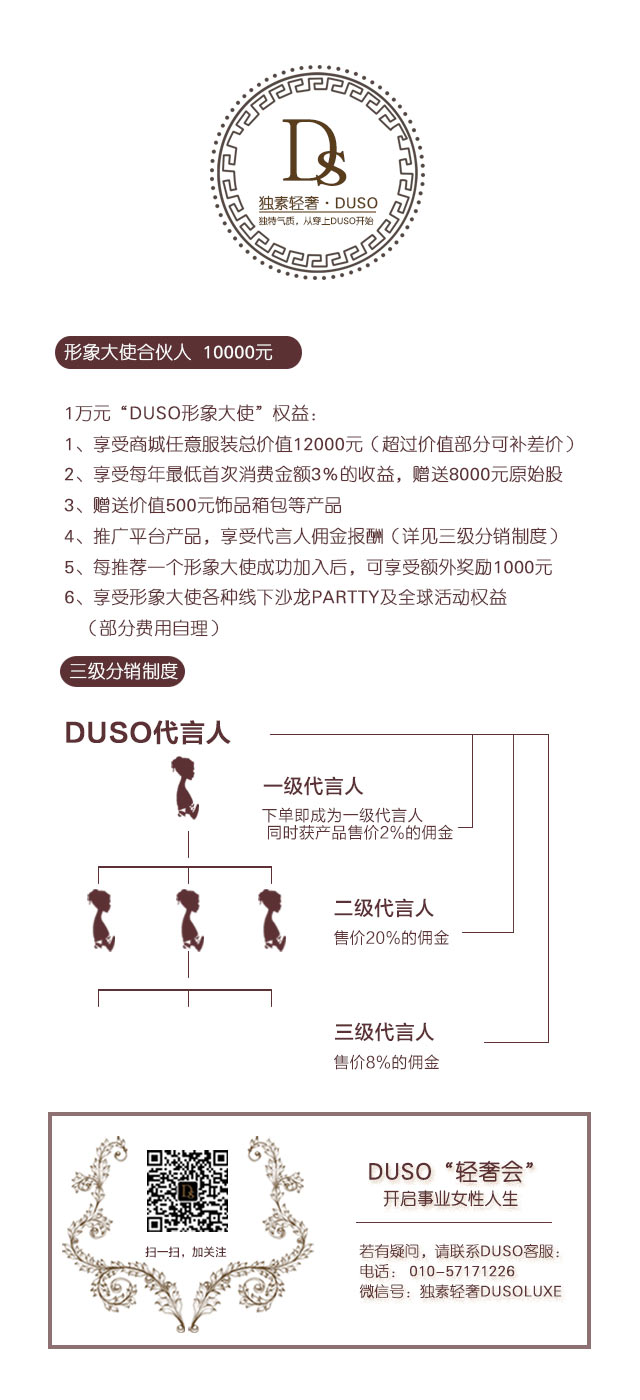 Ds
独素轻奢·DUSO
独特气质，从穿上DUSO开始
形象大使合伙人 10000元
1万元“DUSO形象大使”权益：
1、享受商城任意服装总价值12000元（超过价值部分可补差价）
2、享受每年最低首次消费金额3%的收益，赠送8000元原始股
3、赠送价值500元饰品箱包等产品
4、推广平台产品，享受代言人佣金报酬（详见三级分销制度）
5、每推荐一个形象大使成功加入后，可享受额外奖励1000元
6、享受形象大使各种线下沙龙PARTTY及全球活动权益
（部分费用自理）
三级分销制度
DUSO代言人
一级代言人
下单即成为一级代言人
同时获产品售价2%的佣金
二级代言人
售价20%的佣金
三级代言人
售价8%的佣金
Ds
扫一扫，加关注
DUSO“轻奢会”
开启事业女性人生
若有疑问，请联系DUSO客服：
电话： 010-57171226
微信号：独素轻奢DUSOLUXE